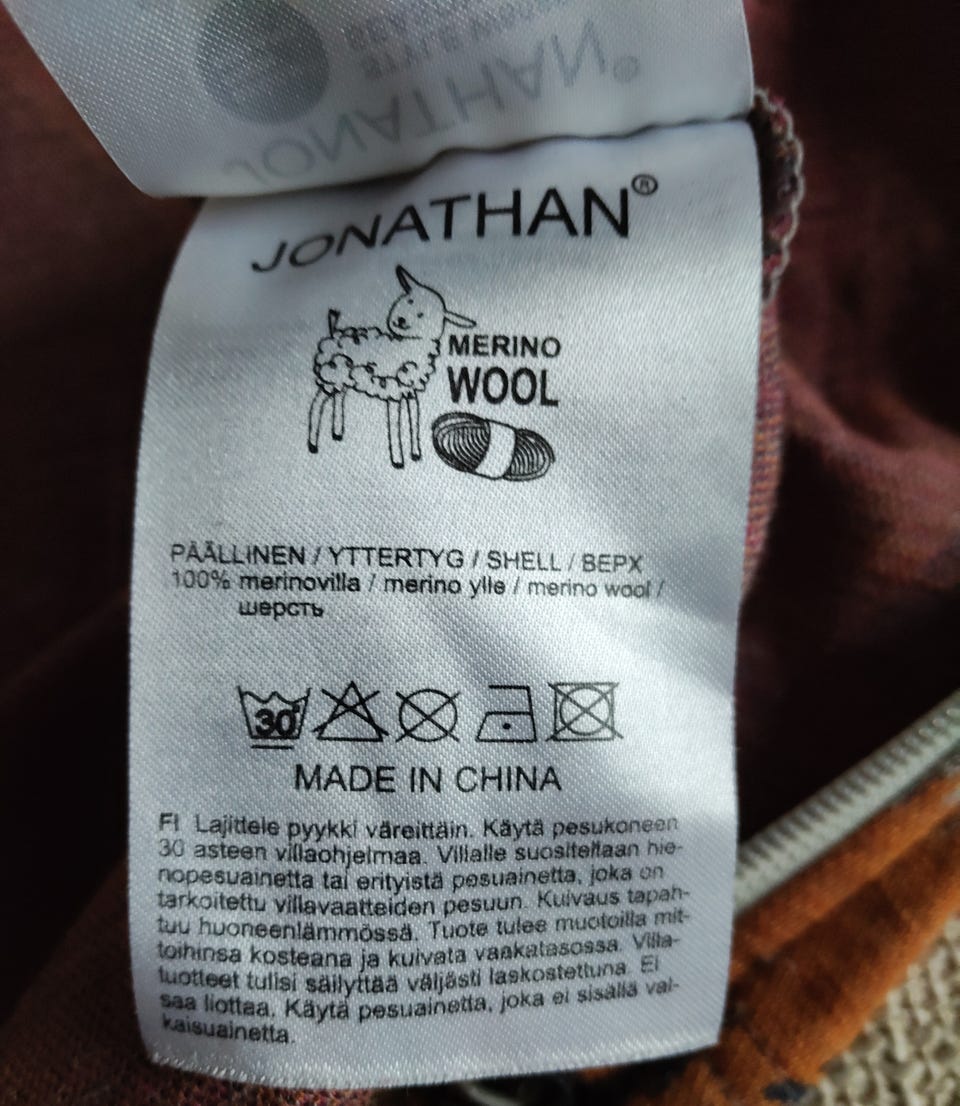 JONATHAN®
JONATHAN®
MERINO
WOOL
PÄÄLLINEN / YTTERTYG / SHELL / ВЕРХ
100% merinovilla / merino ylle / merino wool /
шерсть
30
MADE IN CHINA
FI Lajittele pyykki väreittäin. Käytä pesukoneen
30 asteen villaohjelmaa. Villalle suositellaan hie-
nopesuainetta tai erityistä pesuainetta, joka on
tarkoitettu villavaatteiden pesuun. Kuivaus tapah-
tuu huoneenlämmössä. Tuote tulee muotoilla mit-
toihinsa kosteana ja kuivata vaakatasossa. Villa-
tuotteet tulisi säilyttää väljästi laskostettuna. Ei
saa liottaa. Käytä pesuainetta, joka ei sisällä val-
kaisuainetta.